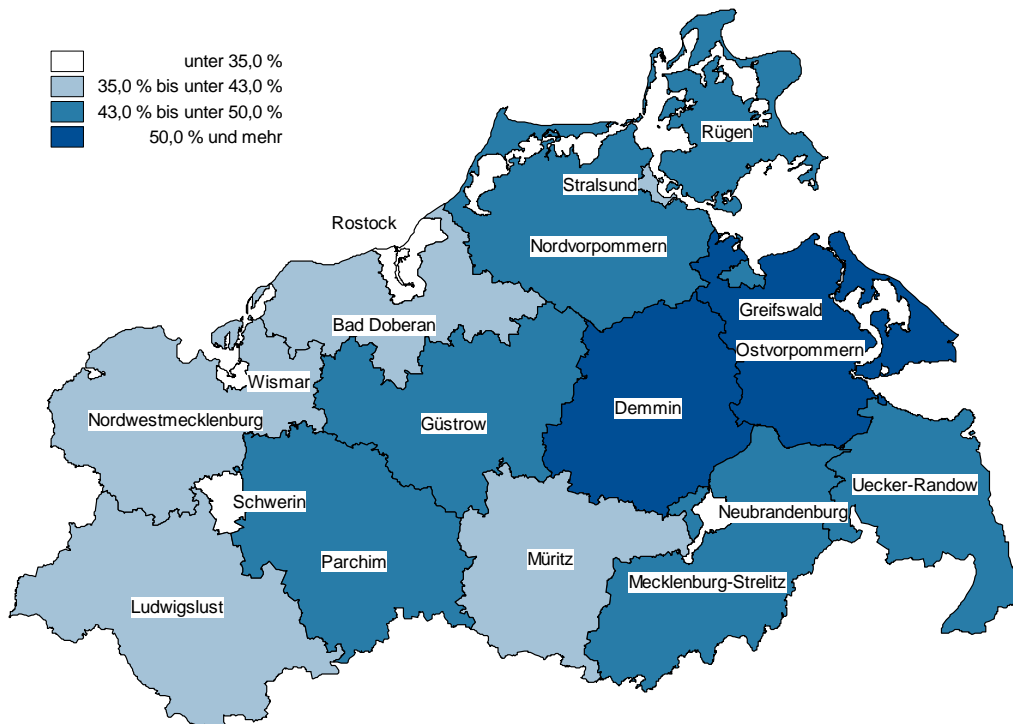 unter 35,0 %
35,0 % bis unter 43,0 %
43,0 % bis unter 50,0 %
50,0 % und mehr
Rügen
Stralsund
Rostock
Nordvorpommern
Greifswald
Bad Doberan
Ostvorpommern
Wismar
Demmin
Nordwestmecklenburg
Güstrow
Uecker-Randow
Schwerin
Neubrandenburg
Parchim
Müritz
Mecklenburg-Strelitz
Ludwigslust